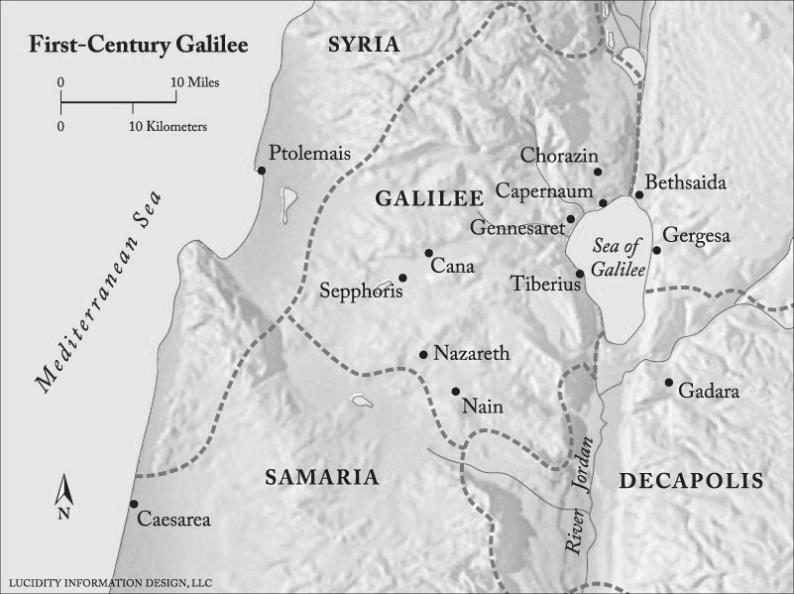 First-Century Galilee
0 10 Miles
0 10 Kilometers
SYRIA
Ptolemais
Mediterranean Sea
GALILEE
Chorazin
Capernaum
Bethsaida
Gennesaret
Sea of
Galilee
Gergesa
Cana
Sepphoris
Tiberius
Nazareth
Nain
Gadara
SAMARIA
DECAPOLIS
River Jordan
N
Caesarea
LUCIDITY INFORMATION DESIGN, LLC